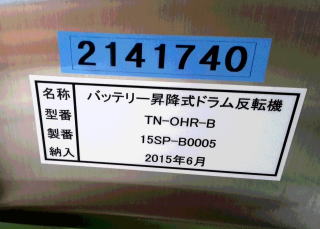 2141740
名称 バッテリー昇降式ドラム反転機
型番 TN-OHR-B
製番 15SP-B0005
納入 2015年6月